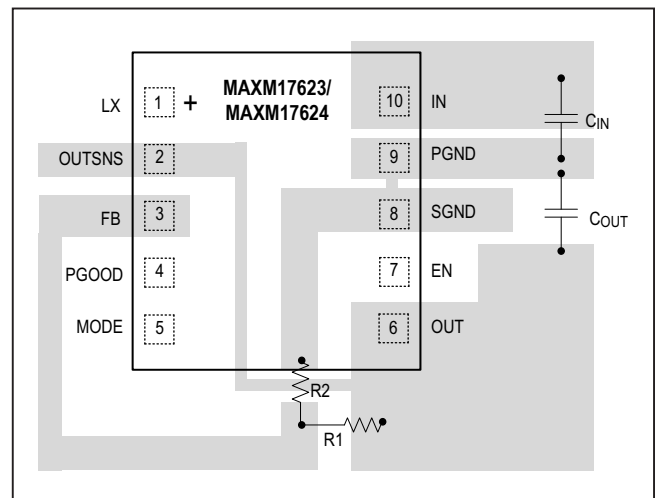 MAXM17623/
MAXM17624
LX 1 + 10 IN
CIN
OUTSNS 2 9 PGND
FB 3 8 SGND
COUT
PGOOD 4 7 EN
MODE 5 6 OUT
R2
R1